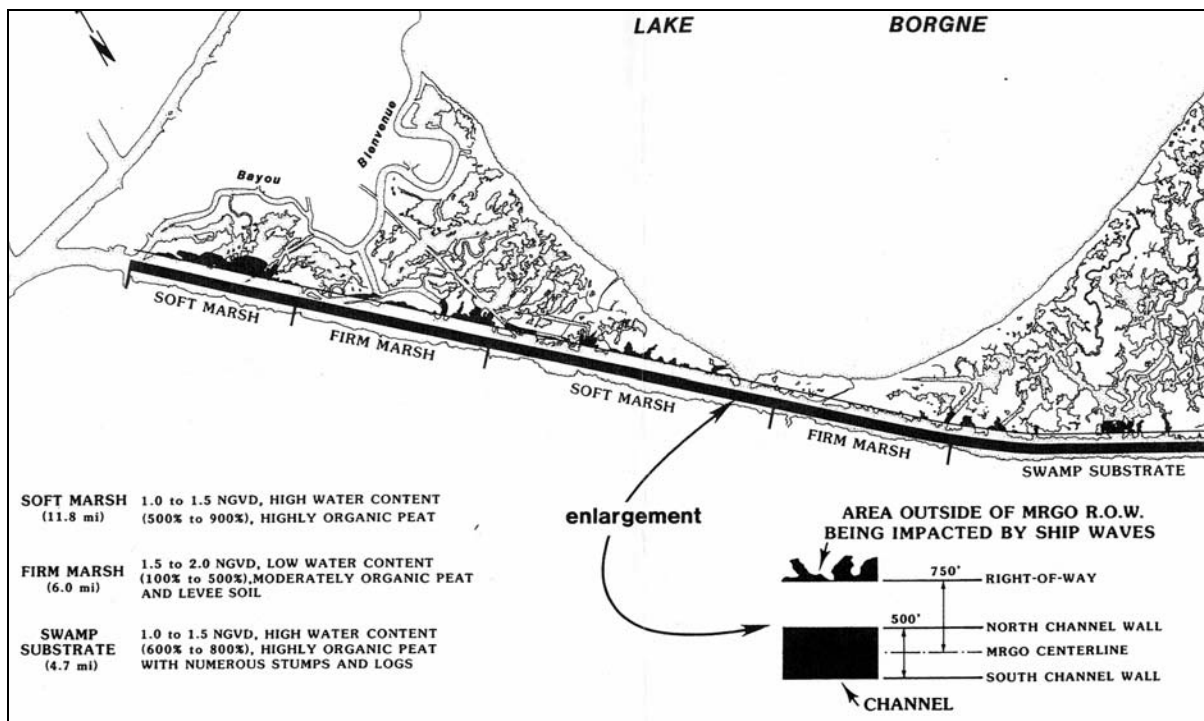 LAKE BORGNE
N
Bayou
Bienvenue
SOFT MARSH
FIRM MARSH
SOFT MARSH
FIRM MARSH
SWAMP SUBSTRATE
SOFT MARSH
(11.8 mi)
1.0 to 1.5 NGVD, HIGH WATER CONTENT
(500% to 900%), HIGHLY ORGANIC PEAT
FIRM MARSH
(6.0 mi)
1.5 to 2.0 NGVD, LOW WATER CONTENT
(100% to 500%),MODERATELY ORGANIC PEAT
AND LEVEE SOIL
SWAMP
SUBSTRATE
(4.7 mi)
1.0 to 1.5 NGVD, HIGH WATER CONTENT
(600% to 800%), HIGHLY ORGANIC PEAT
WITH NUMEROUS STUMPS AND LOGS
enlargement
AREA OUTSIDE OF MRGO R.O.W.
BEING IMPACTED BY SHIP WAVES
750'
RIGHT-OF-WAY
500'
NORTH CHANNEL WALL
MRGO CENTERLINE
SOUTH CHANNEL WALL
CHANNEL